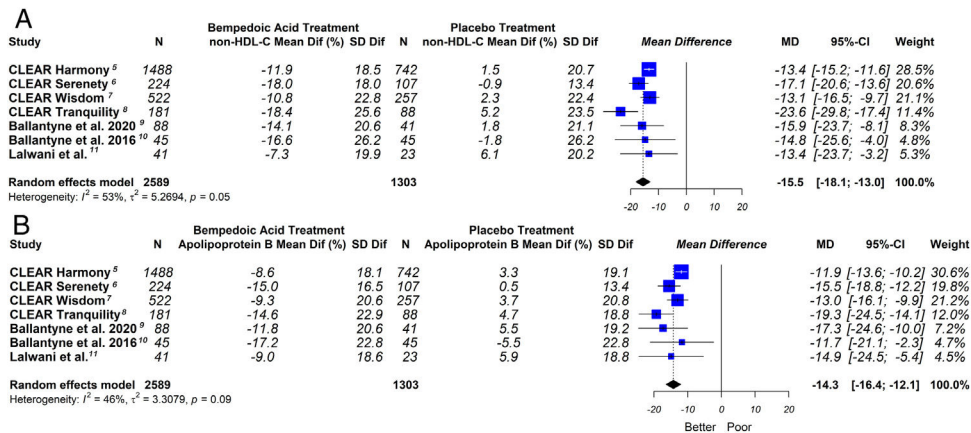 A
Bempedoic Acid Treatment Placebo Treatment
Study N non-HDL-C Mean Dif (%) SD Dif N non-HDL-C Mean Dif (%) SD Dif Mean Difference MD 95%-CI Weight
CLEAR Harmony 5 1488 -11.9 18.5 742 1.5 20.7 -13.4 [-15.2; -11.6] 28.5%
CLEAR Serenety 6 224 -18.0 18.0 107 -0.9 13.4 -17.1 [-20.6; -13.6] 20.6%
CLEAR Wisdom 7 522 -10.8 22.8 257 2.3 22.4 -13.1 [-16.5; -9.7] 21.1%
CLEAR Tranquility 8 181 -18.4 25.6 88 5.2 23.5 -23.6 [-29.8; -17.4] 11.4%
Ballantyne et al. 2020 9 88 -14.1 20.6 41 1.8 21.1 -15.9 [-23.7; -8.1] 8.3%
Ballantyne et al. 2016 10 45 -16.6 26.2 45 -1.8 26.2 -14.8 [-25.6; -4.0] 5.0%
Lalwani et al. 11 41 -7.3 19.9 23 6.1 20.2 -13.4 [-23.7; -3.2] 5.3%
Random effects model 2589 1303 -15.5 [-18.1; -13.0] 100.0%
Heterogeneity: I² = 53%, τ² = 5.2694, p = 0.05
-20 -10 0 10 20
B
Bempedoic Acid Treatment Placebo Treatment
Study N Apolipoprotein B Mean Dif (%) SD Dif N Apolipoprotein B Mean Dif (%) SD Dif Mean Difference MD 95%-CI Weight
CLEAR Harmony 5 1488 -8.6 18.1 742 3.3 19.1 -11.9 [-13.6; -10.2] 30.6%
CLEAR Serenety 6 224 -15.0 16.5 107 0.5 13.4 -15.5 [-18.8; -12.2] 19.8%
CLEAR Wisdom 7 522 -9.3 20.6 257 3.7 20.8 -13.0 [-16.1; -9.9] 21.2%
CLEAR Tranquility 8 181 -14.6 22.9 88 4.7 18.8 -19.3 [-24.5; -14.1] 12.0%
Ballantyne et al. 2020 9 88 -11.8 20.6 41 5.5 19.2 -17.3 [-24.6; -10.0] 7.2%
Ballantyne et al. 2016 10 45 -17.2 22.8 45 -5.5 22.8 -11.7 [-21.1; -2.3] 4.7%
Lalwani et al. 11 41 -9.0 18.6 23 5.9 18.8 -14.9 [-24.5; -5.4] 4.5%
Random effects model 2589 1303 -14.3 [-16.4; -12.1] 100.0%
Heterogeneity: I² = 46%, τ² = 3.3079, p = 0.09
-20 -10 0 10 20
Better Poor